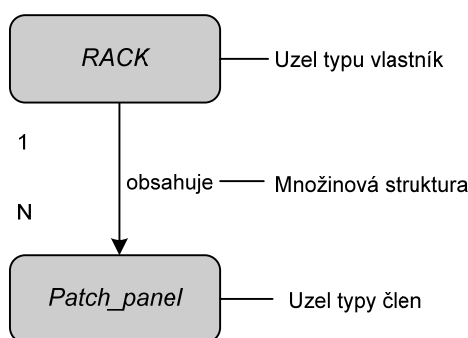 RACK
Uzel typu vlastník
1
obsahuje
Množinová struktura
N
Patch_panel
Uzel typy člen